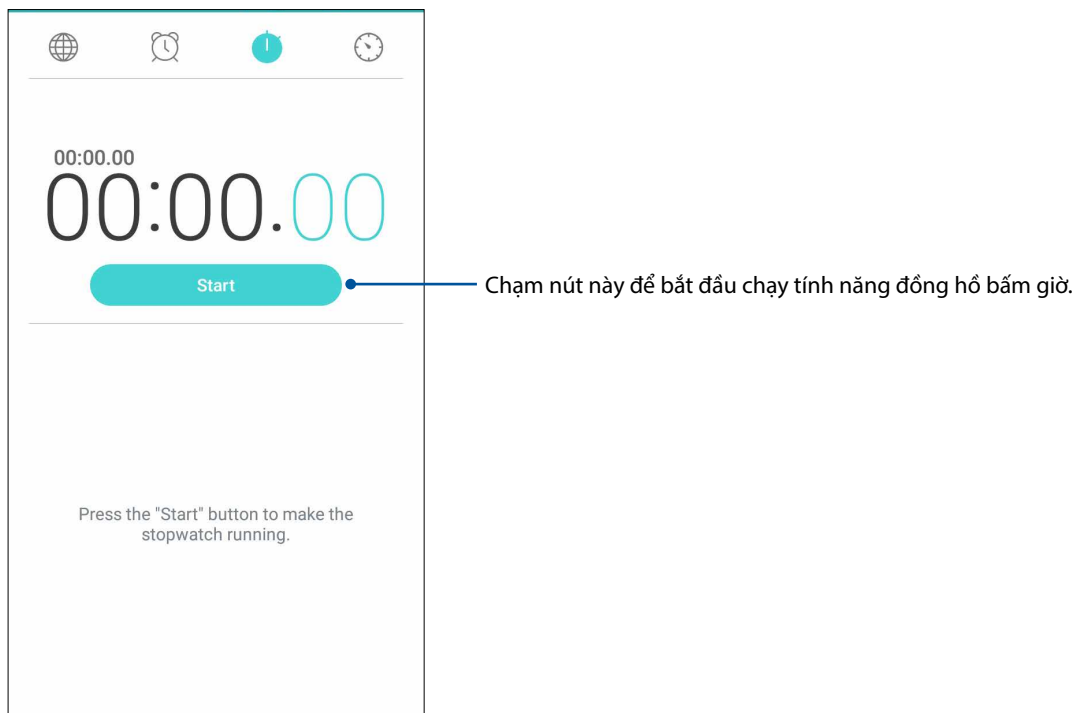 00:00.00
00:00.00
Start
Chạm nút này để bắt đầu chạy tính năng đồng hồ bấm giờ.
Press the "Start" button to make the
stopwatch running.